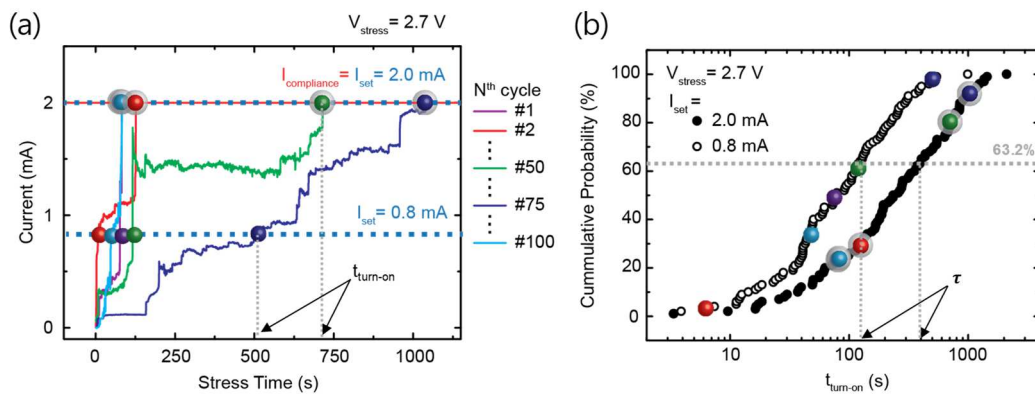 (a)
V_stress = 2.7 V
I_compliance = I_set = 2.0 mA
I_set = 0.8 mA
t_turn-on
Current (mA)
2
1
0
0 250 500 750 1000
Stress Time (s)
Nth cycle
#1
#2
#50
#75
#100
(b)
V_stress = 2.7 V
I_set =
2.0 mA
0.8 mA
63.2%
τ
Cummulative Probability (%)
100
80
60
40
20
0
10 100 1000
t_turn-on (s)